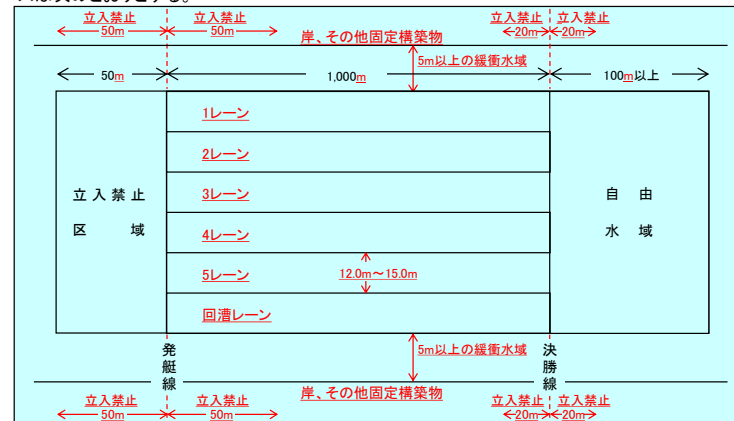 立入禁止 立入禁止 立入禁止 立入禁止
50m 50m 20m 20m
岸、その他固定構築物
5m以上の緩衝水域
50m 1,000m 100m以上
1レーン
2レーン
3レーン
4レーン
5レーン
回漕レーン
12.0m～15.0m
立入禁止
区域
自由
水域
5m以上の緩衝水域
発艇線
決勝線
岸、その他固定構築物
立入禁止 立入禁止 立入禁止 立入禁止
50m 50m 20m 20m